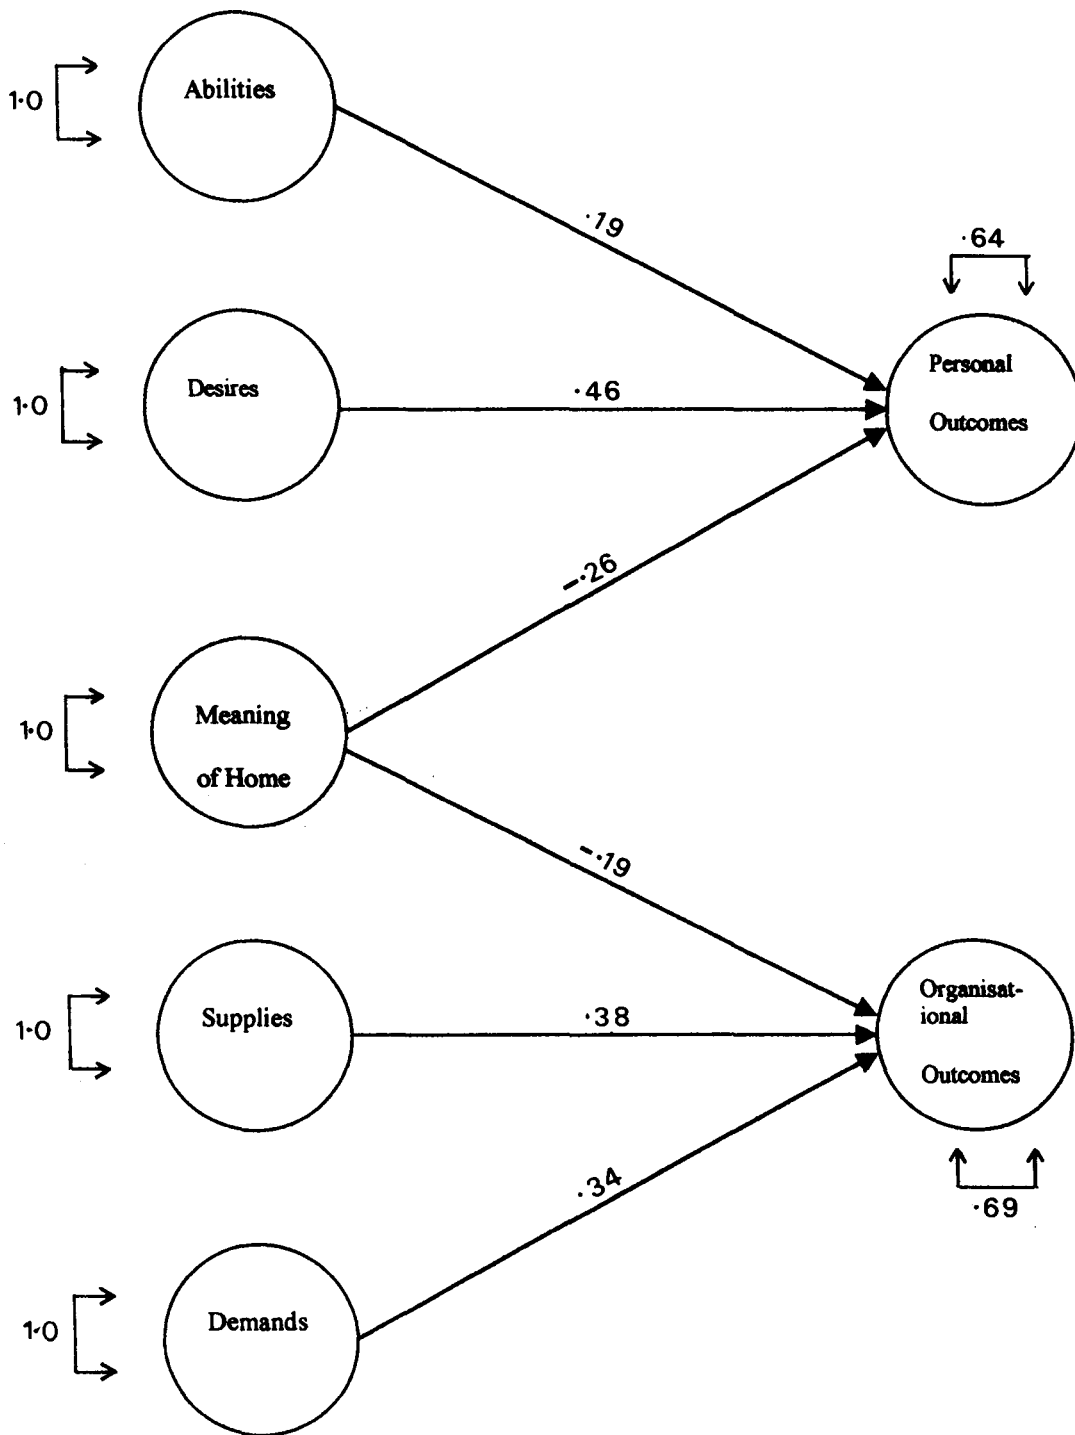 Abilities
1·0
·19
·64
Desires
1·0
·46
Personal
Outcomes
-·26
Meaning
of Home
1·0
-·19
Supplies
1·0
·38
Organisat-
ional
Outcomes
·34
·69
Demands
1·0